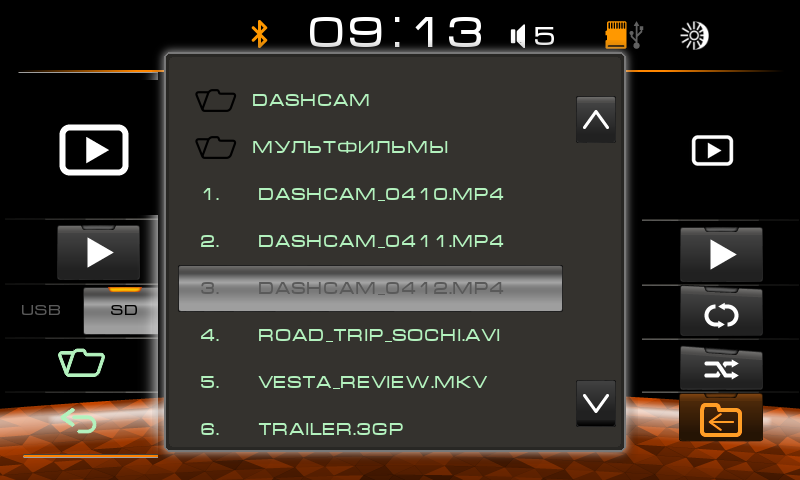 09:13 5
DASHCAM
МУЛЬТФИЛЬМЫ
1. DASHCAM_0410.MP4
2. DASHCAM_0411.MP4
3. DASHCAM_0412.MP4
USB SD
4. ROAD_TRIP_SOCHI.AVI
5. VESTA_REVIEW.MKV
6. TRAILER.3GP